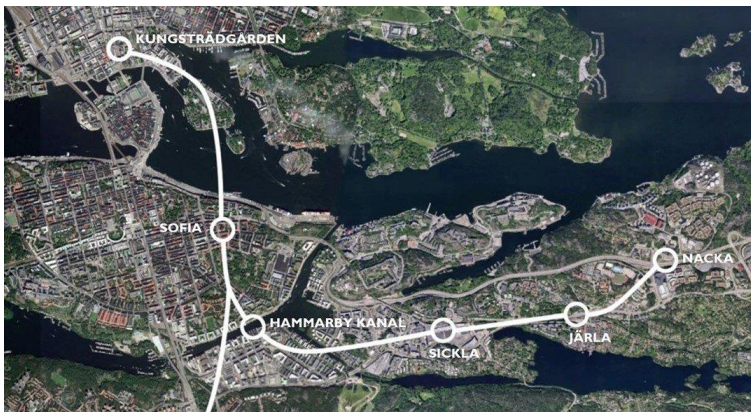 KUNGSTRÄDGÅRDEN
SOFIA
NACKA
HAMMARBY KANAL
JÄRLA
SICKLA